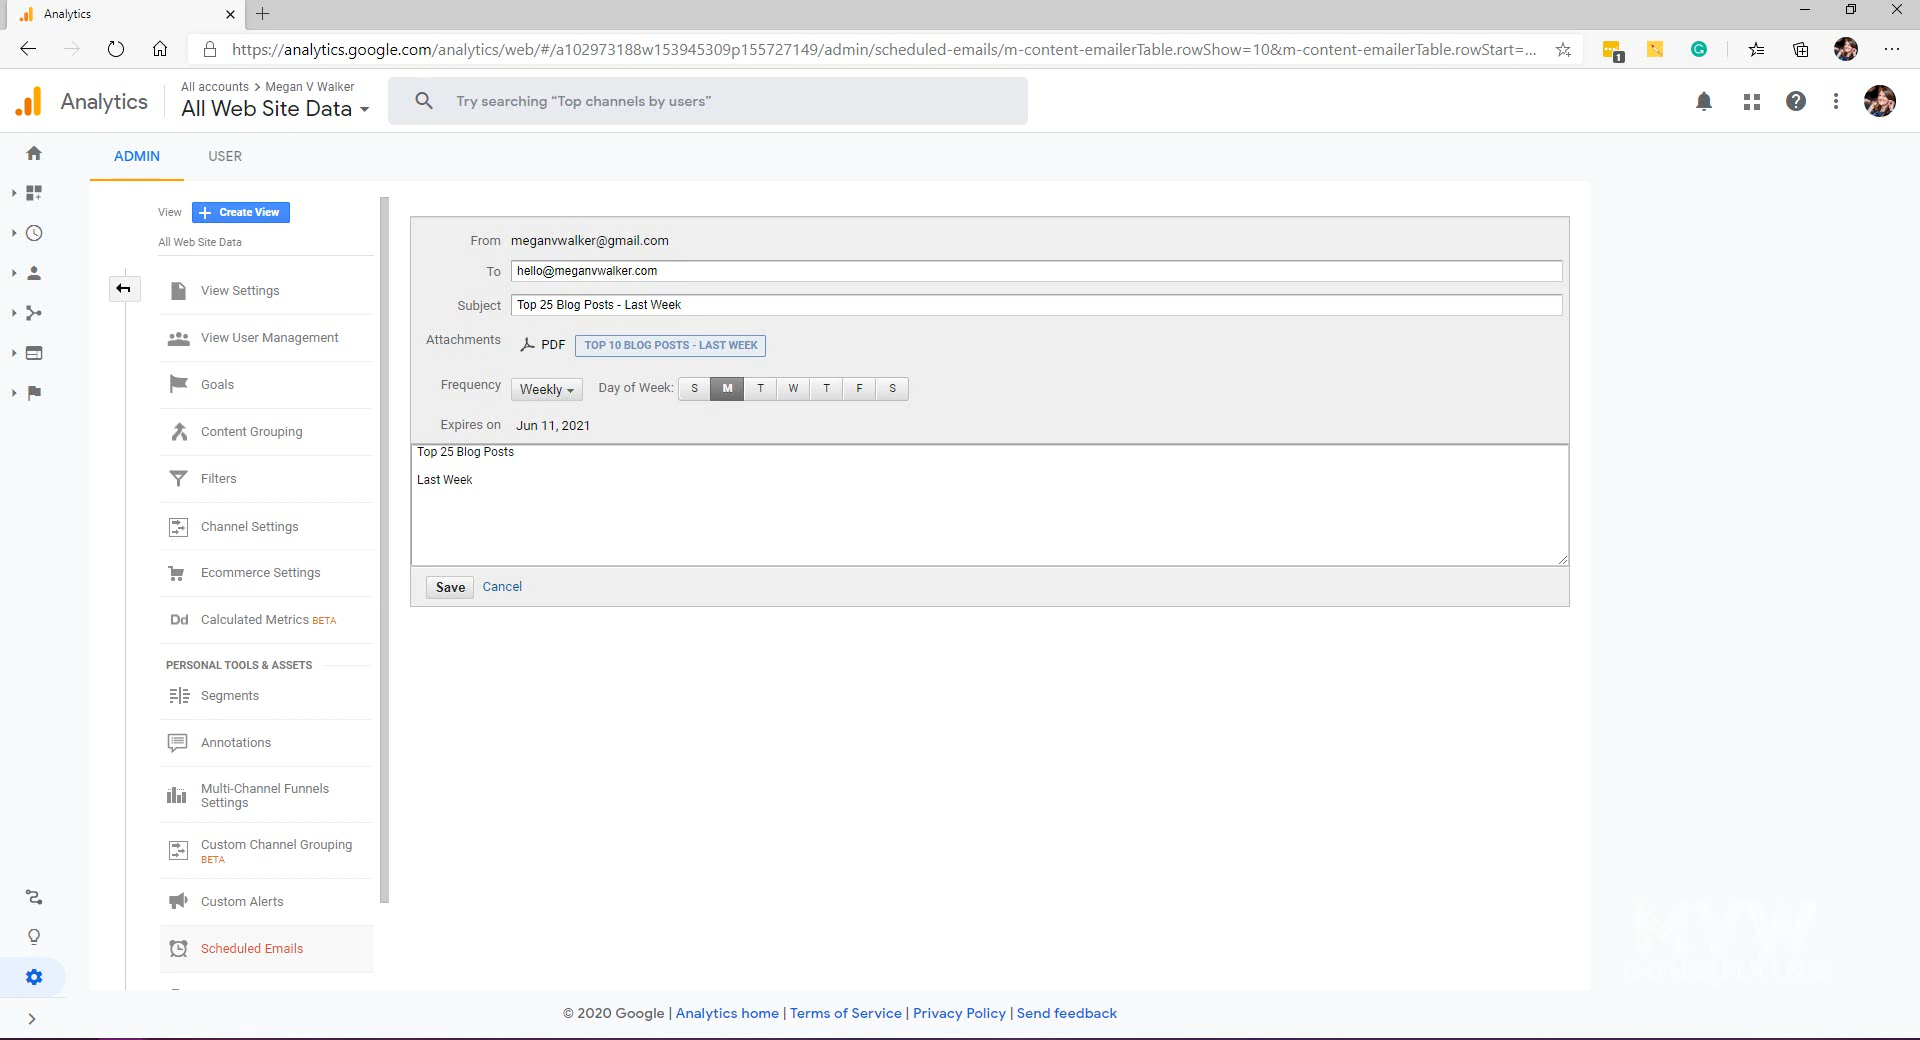 Analytics
https://analytics.google.com/analytics/web/#/a102973188w153945309p155727149/admin/scheduled-emails/m-content-emailerTable.rowShow=10&m-content-emailerTable.rowStart=...
1
Analytics
All accounts > Megan V Walker
All Web Site Data
Try searching “Top channels by users”
ADMIN
USER
View
Create View
All Web Site Data
View Settings
View User Management
Goals
Content Grouping
Filters
Channel Settings
Ecommerce Settings
Dd Calculated Metrics BETA
PERSONAL TOOLS & ASSETS
Segments
Annotations
Multi-Channel Funnels
Settings
Custom Channel Grouping
BETA
Custom Alerts
Scheduled Emails
From meganvwalker@gmail.com
To hello@meganvwalker.com
Subject Top 25 Blog Posts - Last Week
Attachments PDF TOP 10 BLOG POSTS - LAST WEEK
Frequency Weekly Day of Week: S M T W T F S
Expires on Jun 11, 2021
Top 25 Blog Posts
Last Week
Save Cancel
MVW
© 2020 Google | Analytics home | Terms of Service | Privacy Policy | Send feedback